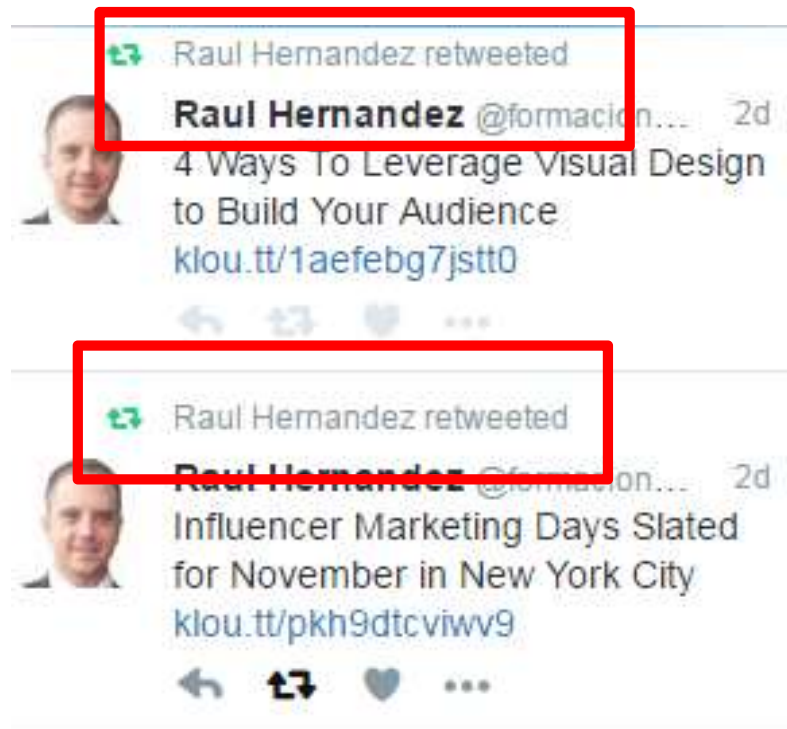 Raul Hernandez retweeted
Raul Hernandez @formacion... 2d
4 Ways To Leverage Visual Design
to Build Your Audience
klou.tt/1aefebg7jstt0
Raul Hernandez retweeted
Raul Hernandez @formacion... 2d
Influencer Marketing Days Slated
for November in New York City
klou.tt/pkh9dtcviwv9